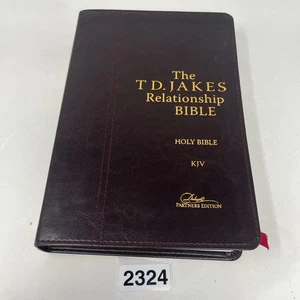 The
T.D. JAKES
Relationship
BIBLE
HOLY BIBLE
KJV
PARTNERS EDITION
2324